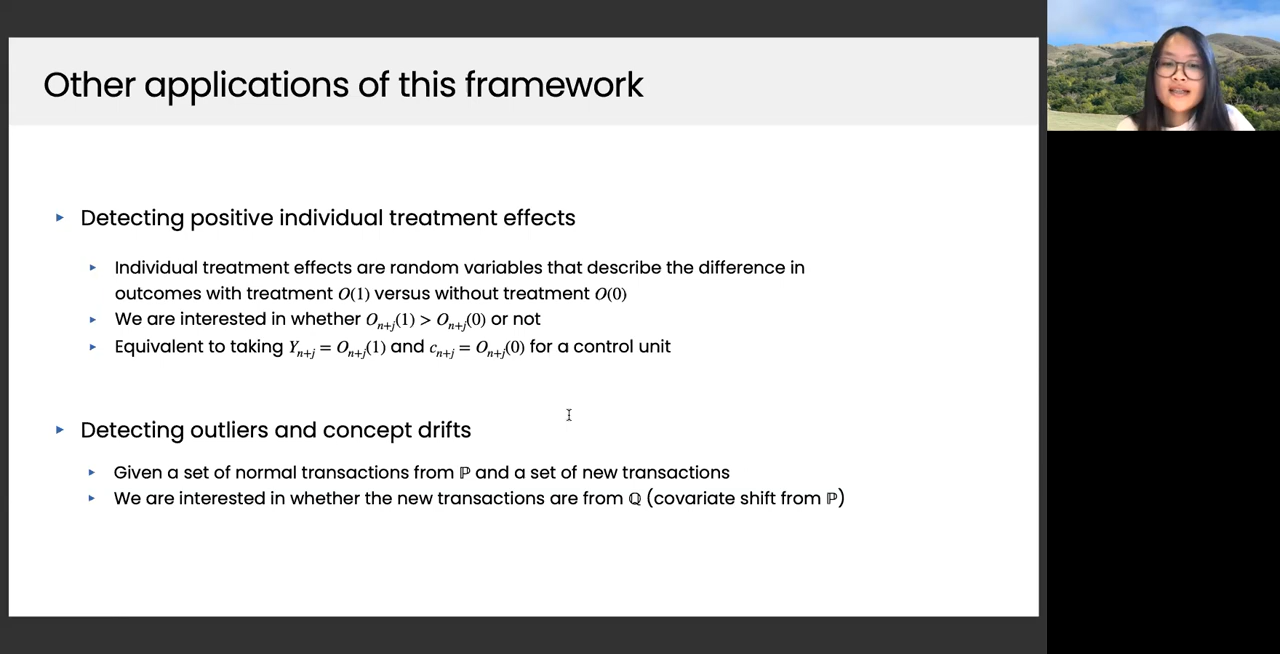 Other applications of this framework
▸ Detecting positive individual treatment effects
▸ Individual treatment effects are random variables that describe the difference in
outcomes with treatment O(1) versus without treatment O(0)
▸ We are interested in whether Oₙ₊ⱼ(1) > Oₙ₊ⱼ(0) or not
▸ Equivalent to taking Yₙ₊ⱼ = Oₙ₊ⱼ(1) and cₙ₊ⱼ = Oₙ₊ⱼ(0) for a control unit
▸ Detecting outliers and concept drifts
▸ Given a set of normal transactions from ℙ and a set of new transactions
▸ We are interested in whether the new transactions are from ℚ (covariate shift from ℙ)